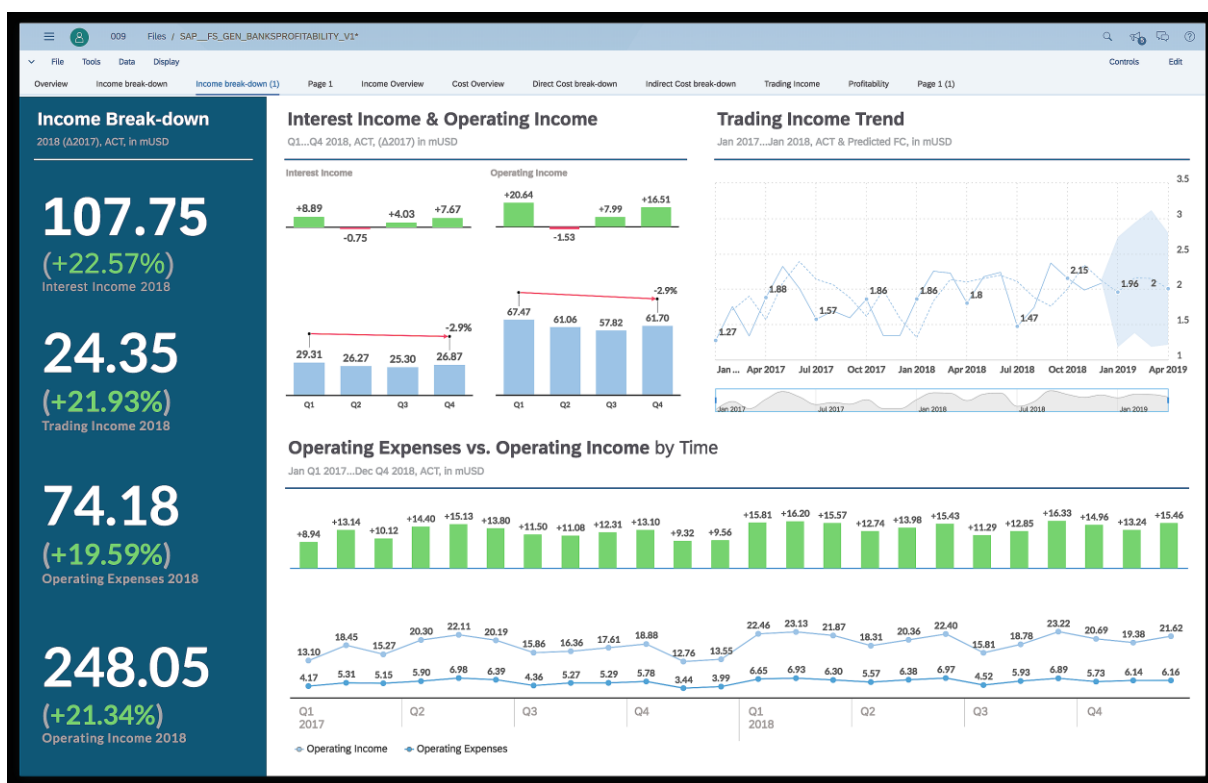 009 Files / SAP__FS_GEN_BANKSPROFITABILITY_V1*
File Tools Data Display Controls Edit
Overview Income break-down Income break-down (1) Page 1 Income Overview Cost Overview Direct Cost break-down Indirect Cost break-down Trading Income Profitability Page 1 (1)
Income Break-down
2018 (Δ2017), ACT, in mUSD
107.75
(+22.57%)
Interest Income 2018
24.35
(+21.93%)
Trading Income 2018
74.18
(+19.59%)
Operating Expenses 2018
248.05
(+21.34%)
Operating Income 2018
Interest Income & Operating Income
Q1...Q4 2018, ACT, (Δ2017) in mUSD
Interest Income
+8.89 -0.75 +4.03 +7.67
-2.9%
29.31 26.27 25.30 26.87
Q1 Q2 Q3 Q4
Operating Income
+20.64 -1.53 +7.99 +16.51
-2.9%
67.47 61.06 57.82 61.70
Q1 Q2 Q3 Q4
Trading Income Trend
Jan 2017...Jan 2018, ACT & Predicted FC, in mUSD
3.5
3
2.5
2
1.5
1
1.27 1.88 1.57 1.86 1.86 1.8 1.47 2.15 1.96 2
Jan ... Apr 2017 Jul 2017 Oct 2017 Jan 2018 Apr 2018 Jul 2018 Oct 2018 Jan 2019 Apr 2019
Jan 2017 Jul 2017 Jan 2018 Jul 2018 Jan 2019
Operating Expenses vs. Operating Income by Time
Jan Q1 2017...Dec Q4 2018, ACT, in mUSD
+8.94 +13.14 +10.12 +14.40 +15.13 +13.80 +11.50 +11.08 +12.31 +13.10 +9.32 +9.56 +15.81 +16.20 +15.57 +12.74 +13.98 +15.43 +11.29 +12.85 +16.33 +14.96 +13.24 +15.46
13.10 18.45 15.27 20.30 22.11 20.19 15.86 16.36 17.61 18.88 12.76 13.55 22.46 23.13 21.87 18.31 20.36 22.40 15.81 18.78 23.22 20.69 19.38 21.62
4.17 5.31 5.15 5.90 6.98 6.39 4.36 5.27 5.29 5.78 3.44 3.99 6.65 6.93 6.30 5.57 6.38 6.97 4.52 5.93 6.89 5.73 6.14 6.16
Q1 Q2 Q3 Q4 Q1 Q2 Q3 Q4
2017 2018
Operating Income Operating Expenses